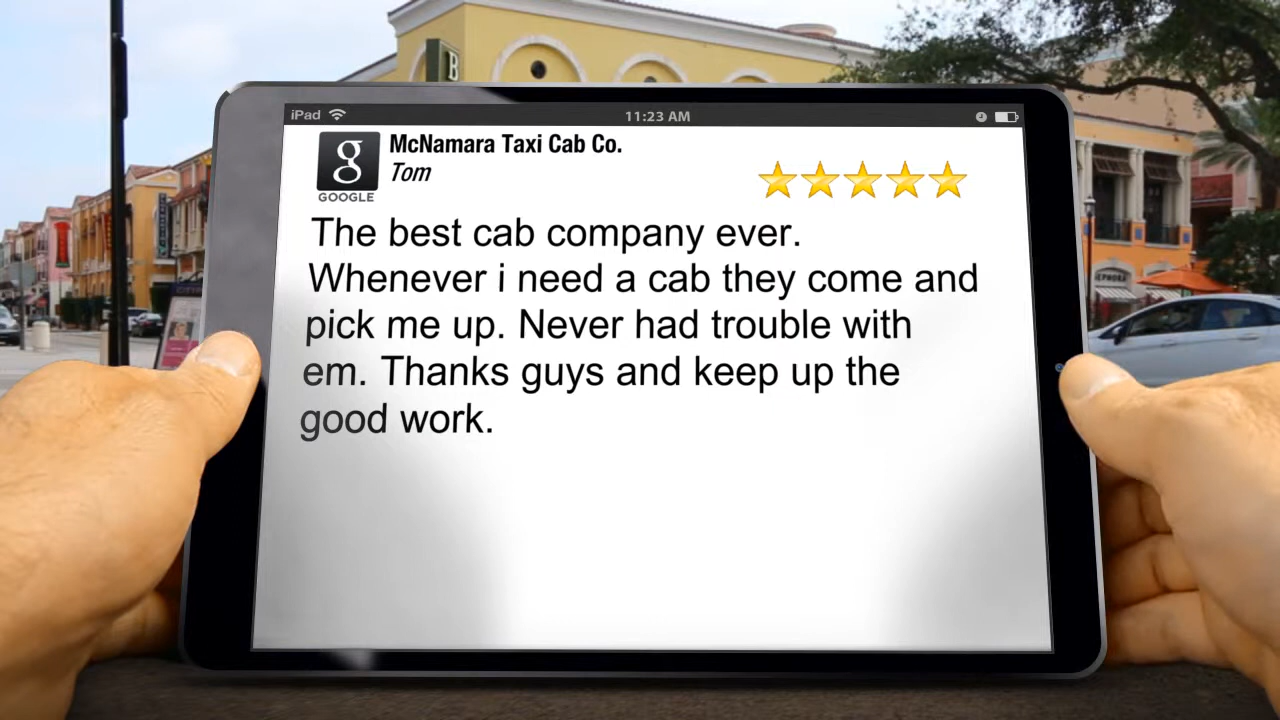 iPad
11:23 AM
g
GOOGLE
McNamara Taxi Cab Co.
Tom
The best cab company ever.
Whenever i need a cab they come and
pick me up. Never had trouble with
em. Thanks guys and keep up the
good work.
B
SEPHORA